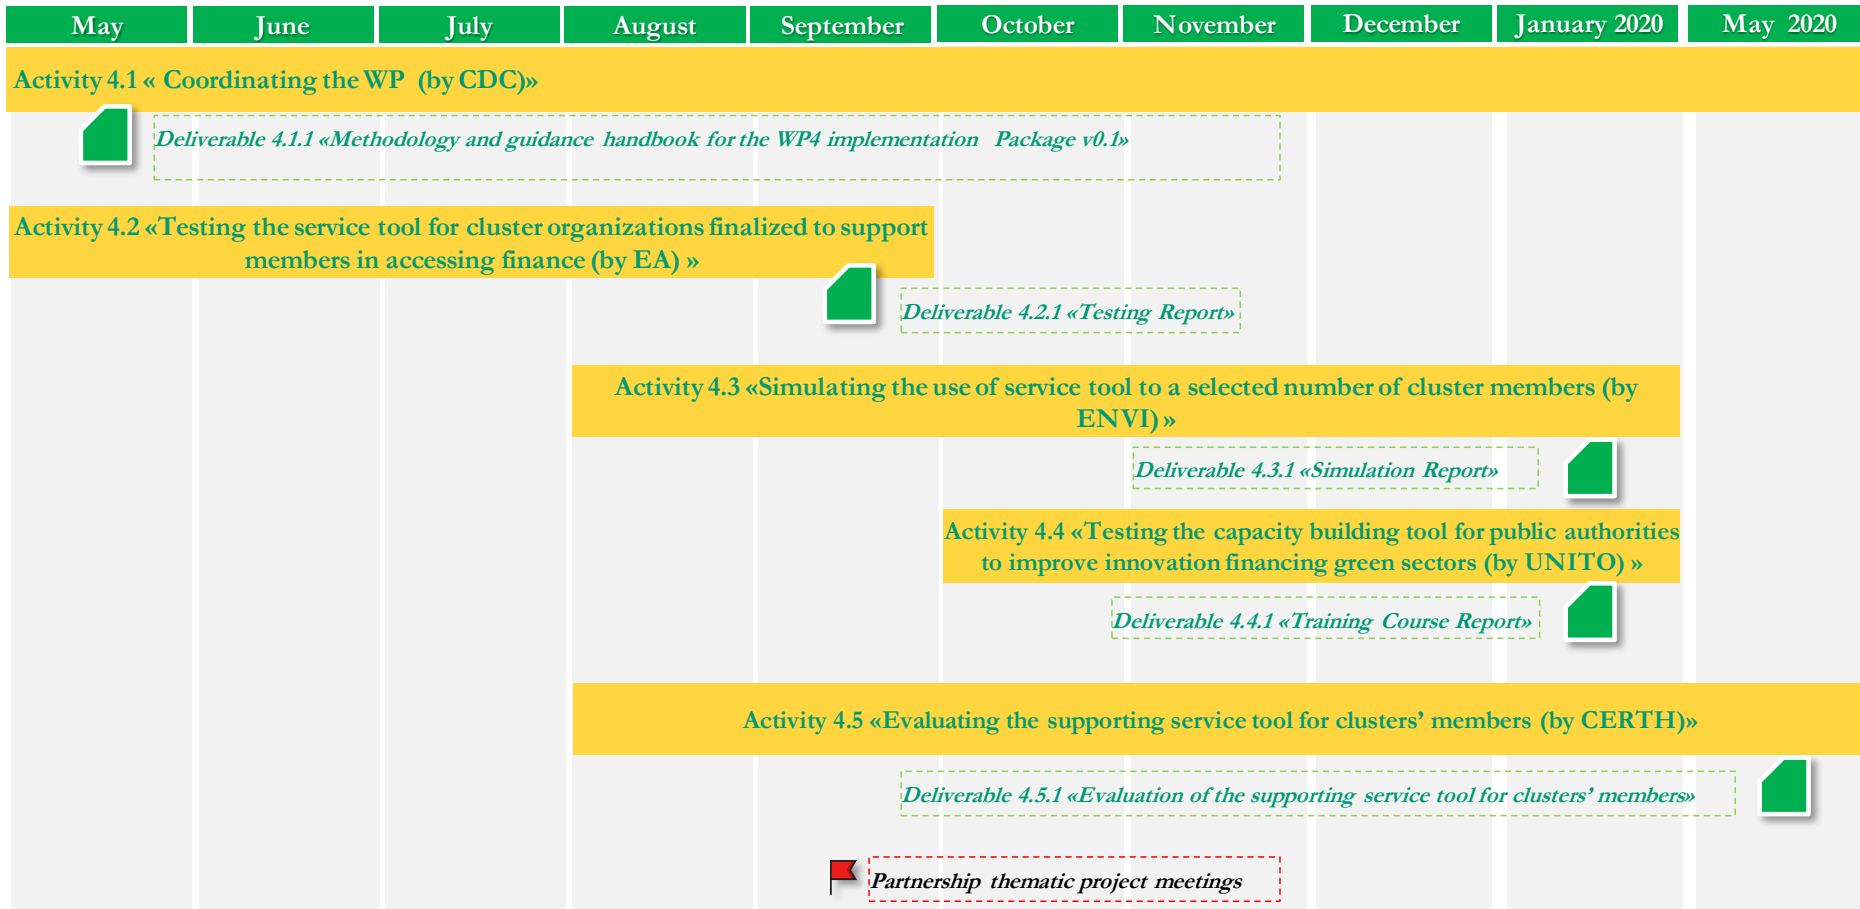 May June July August September October November December January 2020 May 2020
Activity 4.1 « Coordinating the WP (by CDC)»
Deliverable 4.1.1 «Methodology and guidance handbook for the WP4 implementation Package v0.1»
Activity 4.2 «Testing the service tool for cluster organizations finalized to support
members in accessing finance (by EA) »
Deliverable 4.2.1 «Testing Report»
Activity 4.3 «Simulating the use of service tool to a selected number of cluster members (by
ENVI) »
Deliverable 4.3.1 «Simulation Report»
Activity 4.4 «Testing the capacity building tool for public authorities
to improve innovation financing green sectors (by UNITO) »
Deliverable 4.4.1 «Training Course Report»
Activity 4.5 «Evaluating the supporting service tool for clusters’ members (by CERTH)»
Deliverable 4.5.1 «Evaluation of the supporting service tool for clusters’ members»
Partnership thematic project meetings